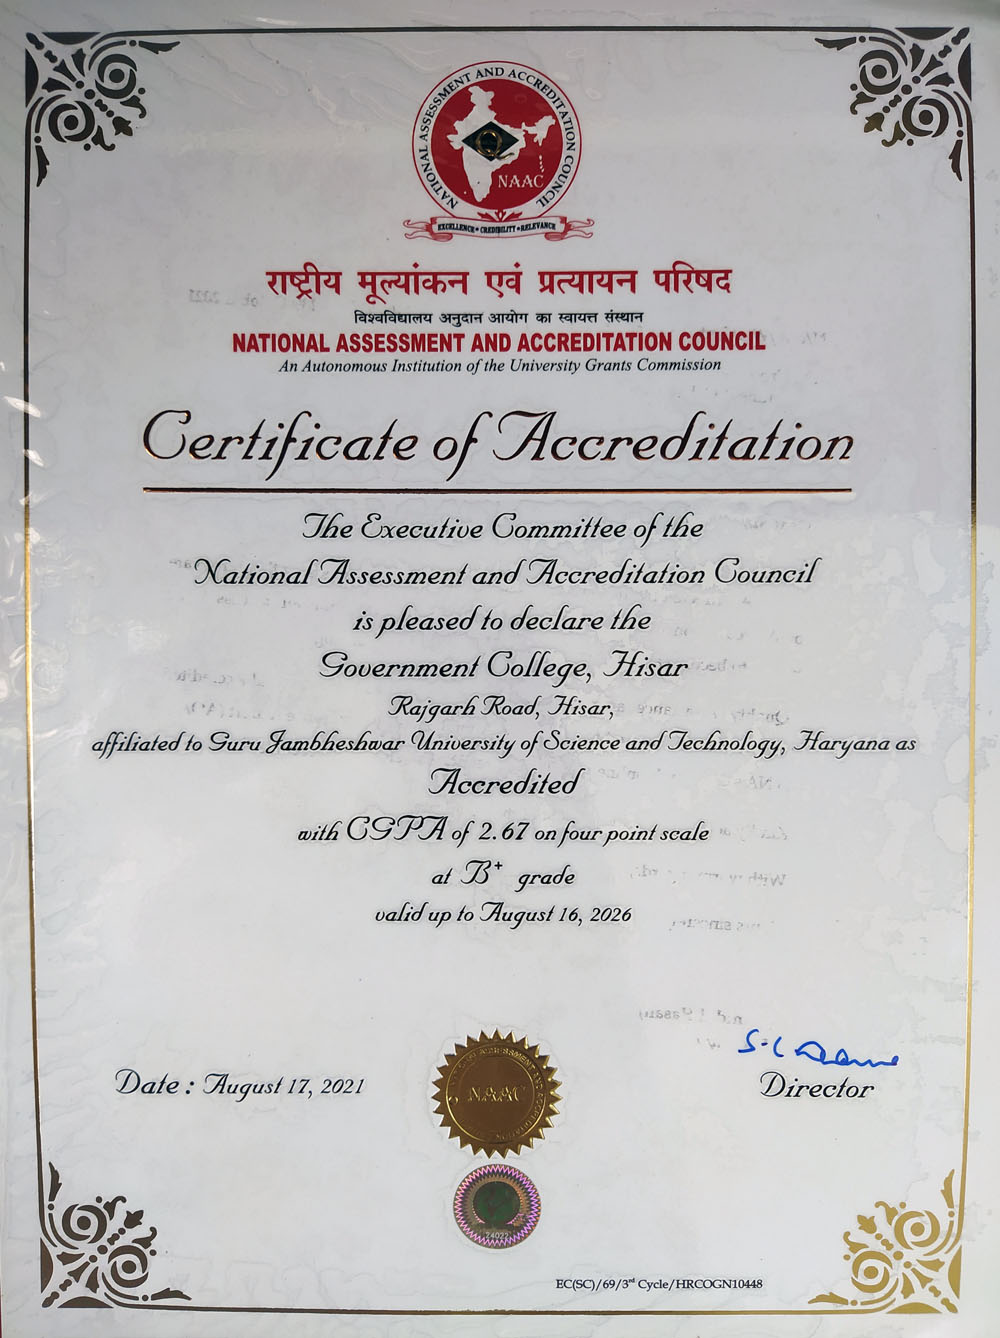 NATIONAL ASSESSMENT AND ACCREDITATION COUNCIL
NAAC
EXCELLENCE • CREDIBILITY • RELEVANCE
राष्ट्रीय मूल्यांकन एवं प्रत्यायन परिषद
विश्वविद्यालय अनुदान आयोग का स्वायत्त संस्थान
NATIONAL ASSESSMENT AND ACCREDITATION COUNCIL
An Autonomous Institution of the University Grants Commission
Certificate of Accreditation
The Executive Committee of the
National Assessment and Accreditation Council
is pleased to declare the
Government College, Hisar
Rajgarh Road, Hisar,
affiliated to Guru Jambheshwar University of Science and Technology, Haryana as
Accredited
with CGPA of 2.67 on four point scale
at B⁺ grade
valid up to August 16, 2026
Date : August 17, 2021
NAAC
Director
24022
EC(SC)/69/3rd Cycle/HRCOGN10448